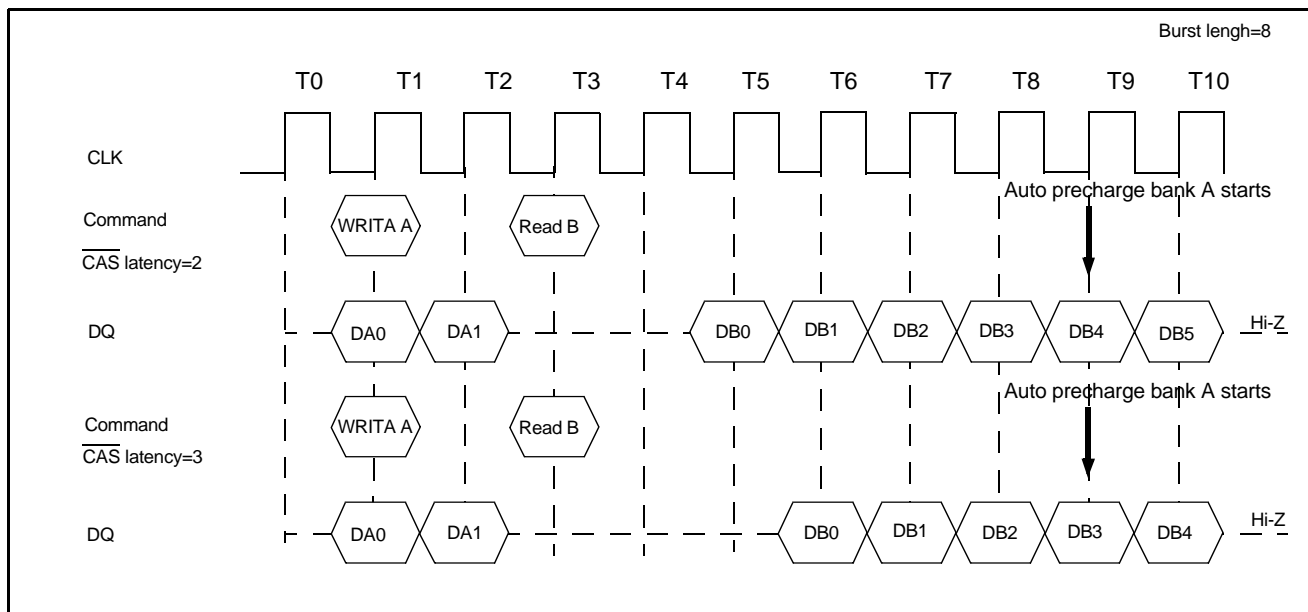 Burst lengh=8
T0 T1 T2 T3 T4 T5 T6 T7 T8 T9 T10
CLK
Auto precharge bank A starts
Command WRITA A Read B
CAS latency=2
DQ DA0 DA1 DB0 DB1 DB2 DB3 DB4 DB5 Hi-Z
Auto precharge bank A starts
Command WRITA A Read B
CAS latency=3
DQ DA0 DA1 DB0 DB1 DB2 DB3 DB4 Hi-Z